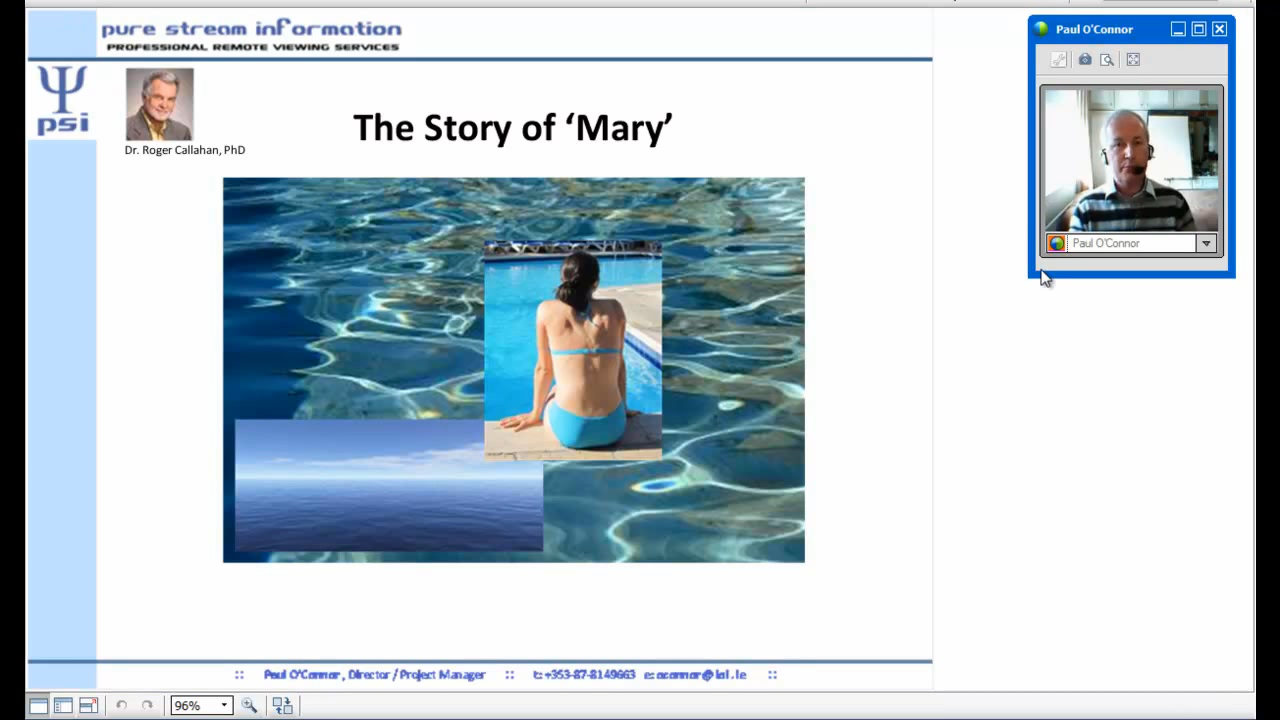 pure stream information
PROFESSIONAL REMOTE VIEWING SERVICES
Ψ
psi
Dr. Roger Callahan, PhD
The Story of ‘Mary’
Paul O'Connor
Paul O'Connor
:: Paul O'Connor, Director / Project Manager :: t: +353-87-8149663 e: oconnor@iol.ie ::
96%